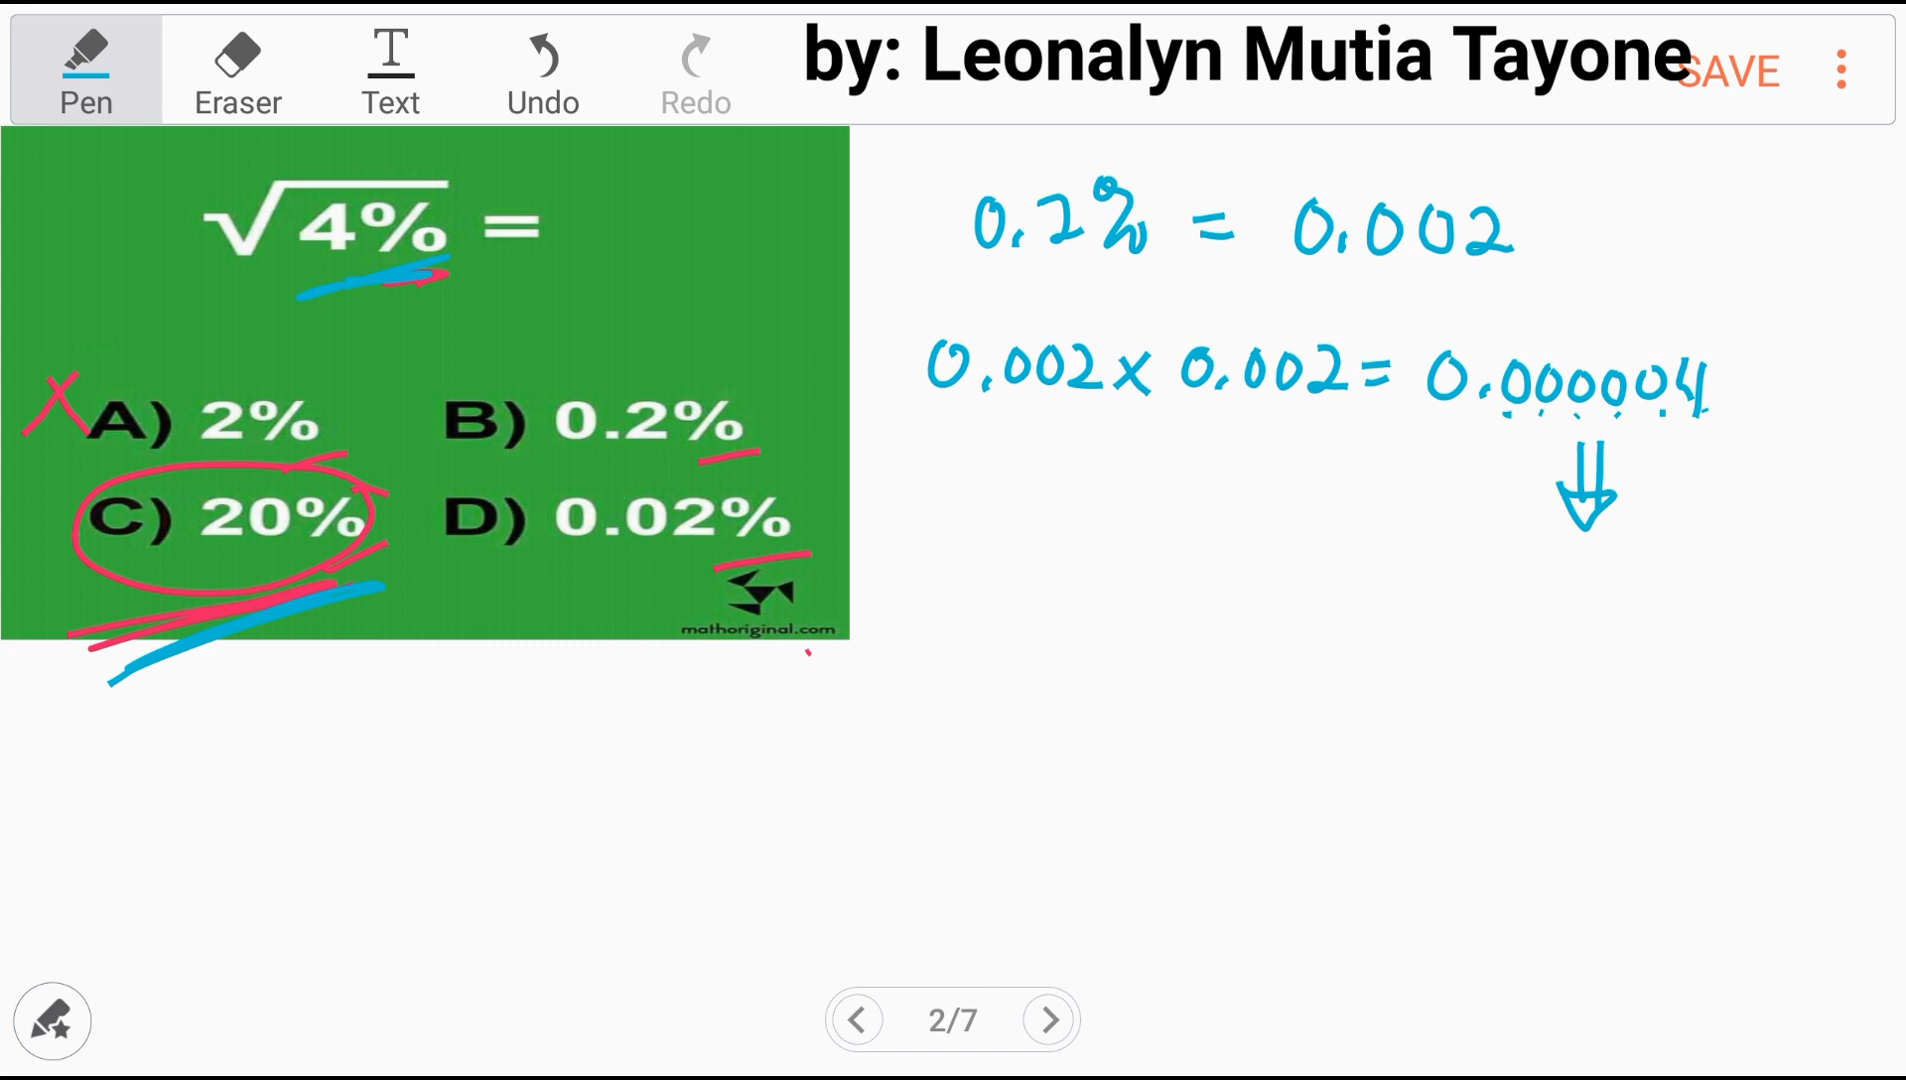 by: Leonalyn Mutia Tayone
SAVE
Pen Eraser Text Undo Redo
√4% =
A) 2% B) 0.2%
C) 20% D) 0.02%
mathoriginal.com
0.2% = 0.002
0.002 x 0.002 = 0.000004
2/7